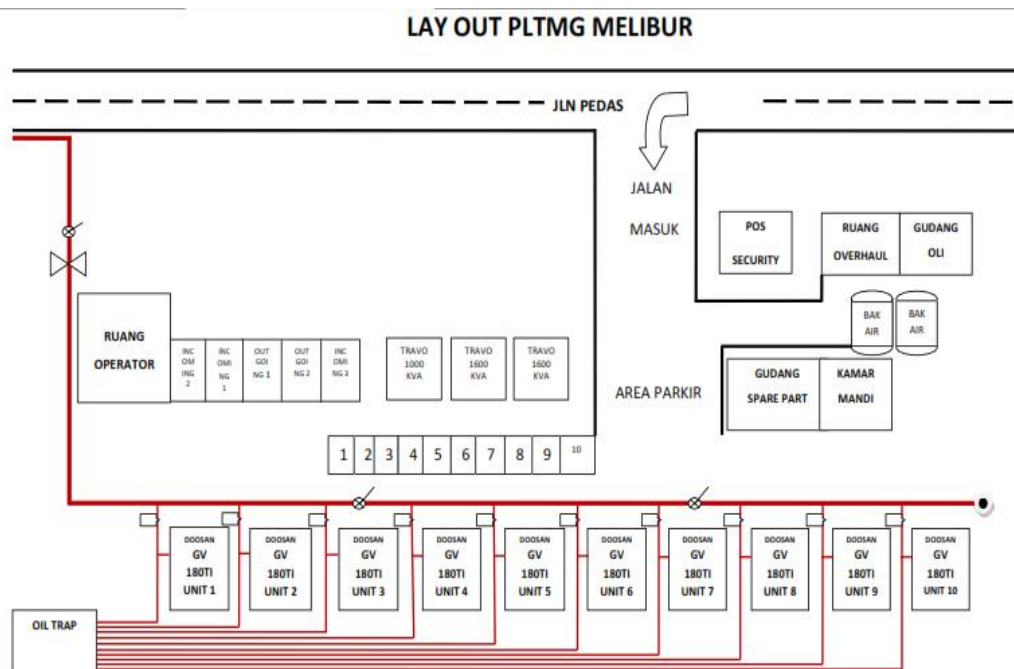 LAY OUT PLTMG MELIBUR
JLN PEDAS
JALAN
MASUK
POS
SECURITY
RUANG
OVERHAUL
GUDANG
OLI
BAK
AIR
BAK
AIR
RUANG
OPERATOR
INC
OM
ING
2
INC
OMI
NG
1
OUT
GOI
NG 1
OUT
GOI
NG 2
INC
OMI
NG 3
TRAVO
1000
KVA
TRAVO
1600
KVA
TRAVO
1600
KVA
AREA PARKIR
GUDANG
SPARE PART
KAMAR
MANDI
1 2 3 4 5 6 7 8 9 10
DOOSAN
GV
180TI
UNIT 1
DOOSAN
GV
180TI
UNIT 2
DOOSAN
GV
180TI
UNIT 3
DOOSAN
GV
180TI
UNIT 4
DOOSAN
GV
180TI
UNIT 5
DOOSAN
GV
180TI
UNIT 6
DOOSAN
GV
180TI
UNIT 7
DOOSAN
GV
180TI
UNIT 8
DOOSAN
GV
180TI
UNIT 9
DOOSAN
GV
180TI
UNIT 10
OIL TRAP